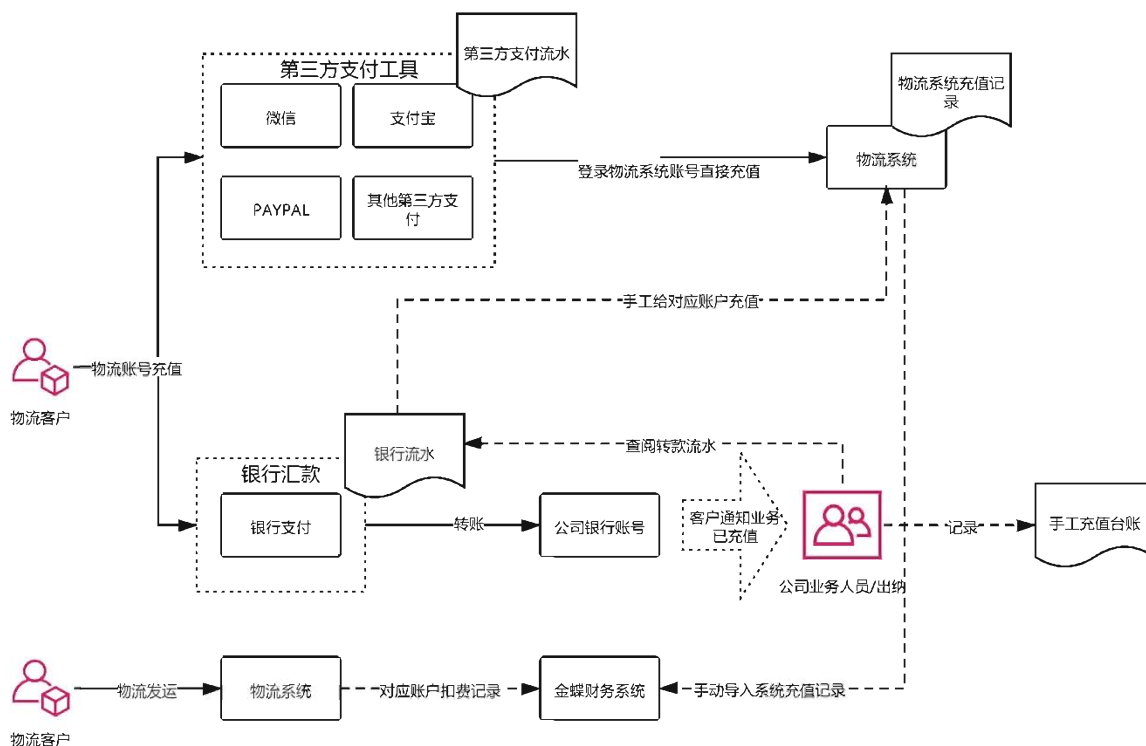 第三方支付流水
第三方支付工具
微信
支付宝
PAYPAL
其他第三方支
付
物流系统充值记
录
物流系统
登录物流系统账号直接充值
手工给对应账户充值
物流账号充值
物流客户
银行流水
查阅转款流水
银行汇款
银行支付
转账
公司银行账号
客户通知业务
已充值
公司业务人员/出纳
记录
手工充值台账
物流客户
物流发运
物流系统
对应账户扣费记录
金蝶财务系统
手动导入系统充值记录